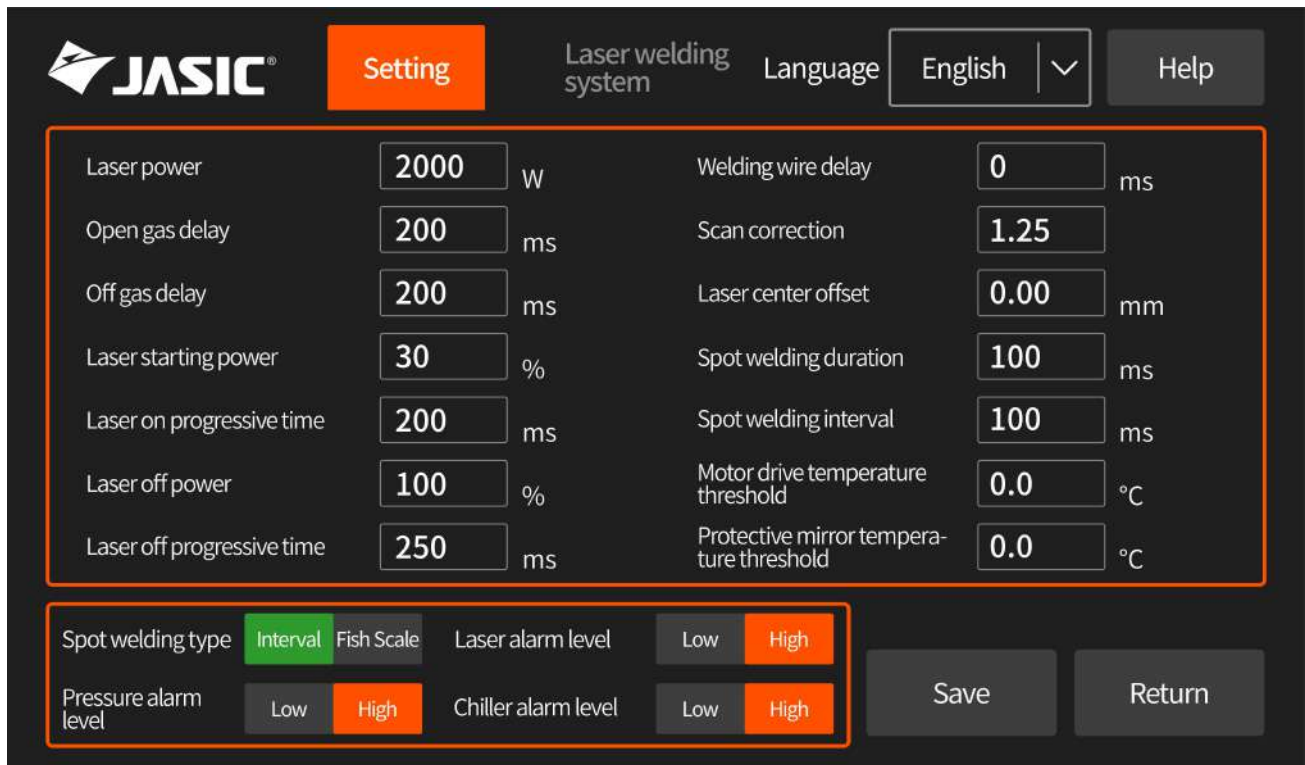 JASIC®
Setting
Laser welding
system
Language
English
Help
Laser power 2000 W
Open gas delay 200 ms
Off gas delay 200 ms
Laser starting power 30 %
Laser on progressive time 200 ms
Laser off power 100 %
Laser off progressive time 250 ms
Welding wire delay 0 ms
Scan correction 1.25
Laser center offset 0.00 mm
Spot welding duration 100 ms
Spot welding interval 100 ms
Motor drive temperature
threshold 0.0 °C
Protective mirror tempera-
ture threshold 0.0 °C
Spot welding type Interval Fish Scale
Laser alarm level Low High
Pressure alarm
level Low High
Chiller alarm level Low High
Save
Return